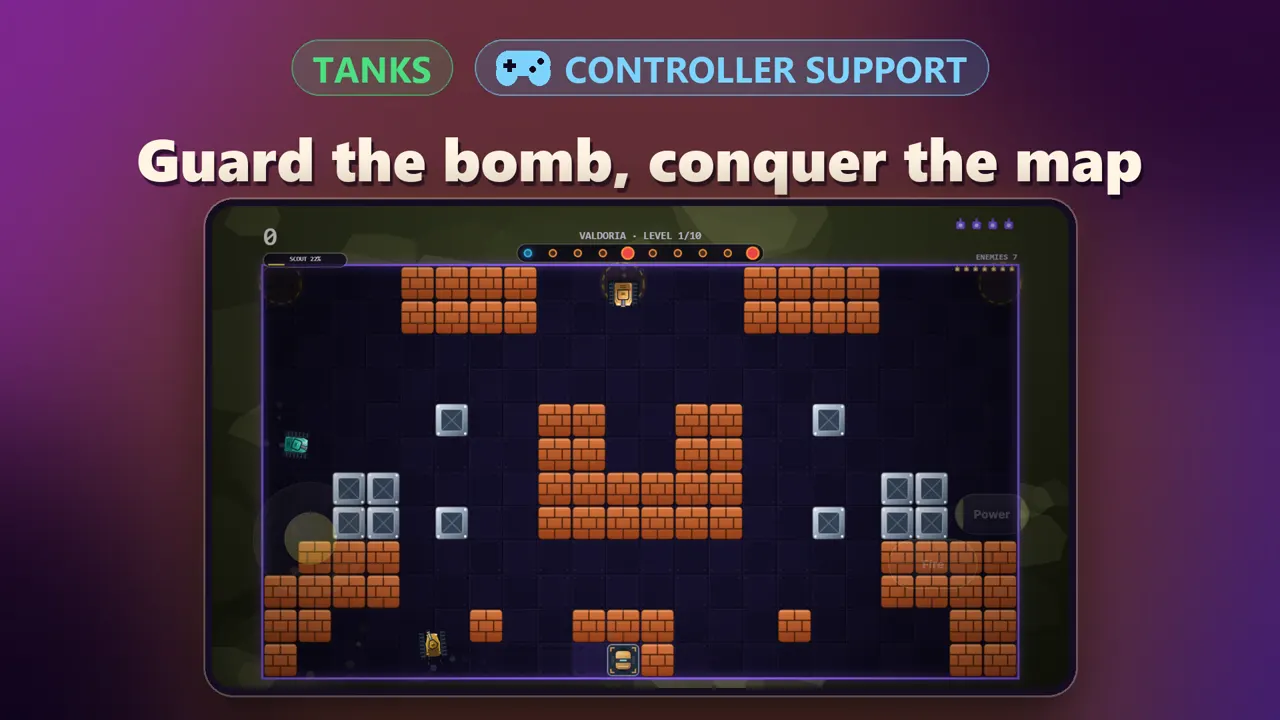 TANKS
CONTROLLER SUPPORT
Guard the bomb, conquer the map
0
VALDORIA · LEVEL 1/10
SCOUT 22%
ENEMIES 7
Power
Fire